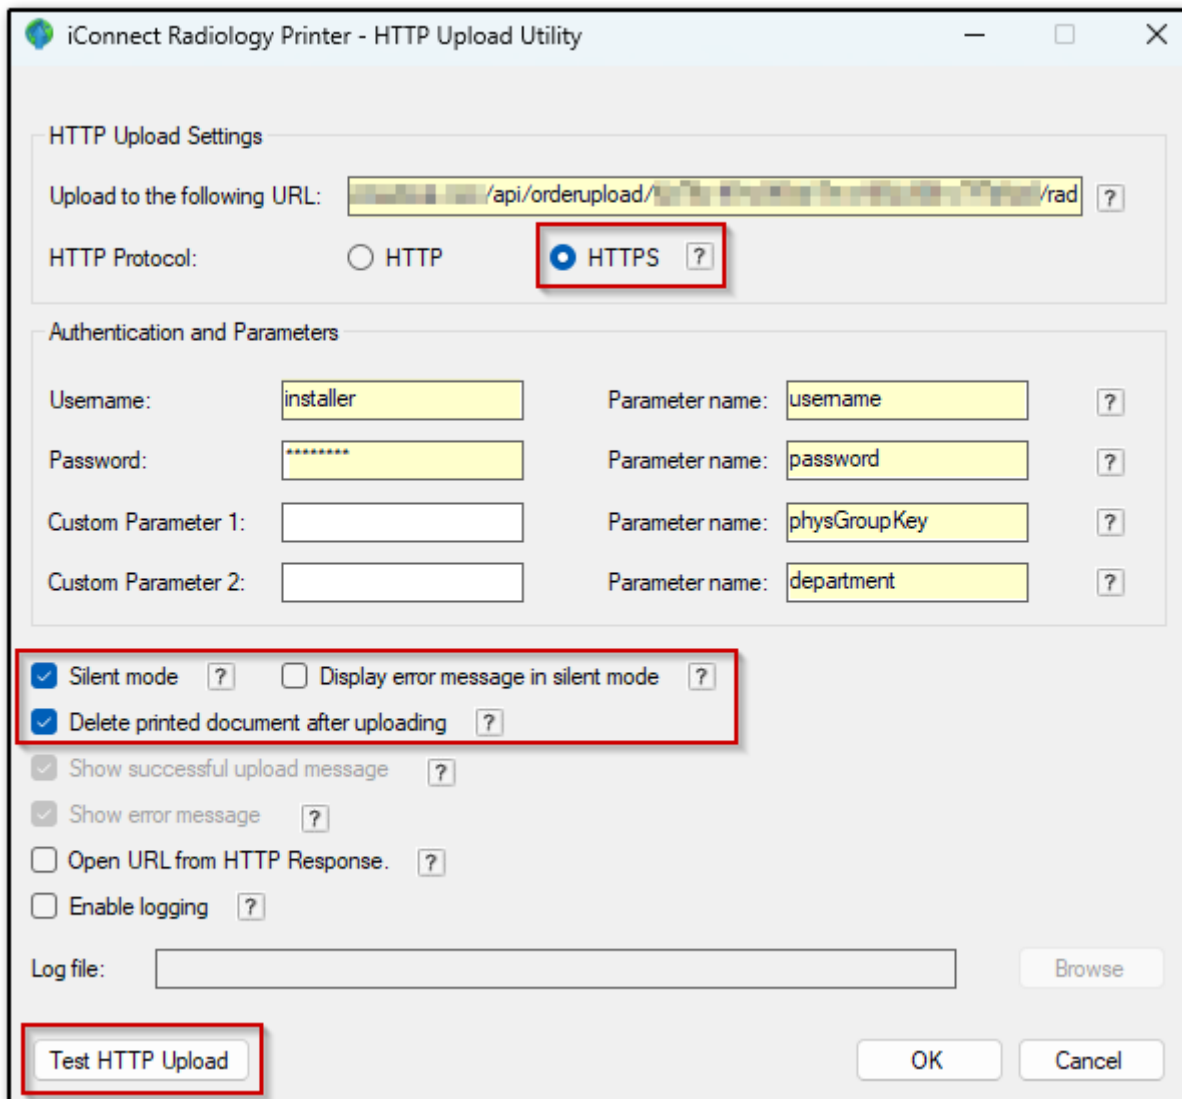 iConnect Radiology Printer - HTTP Upload Utility
HTTP Upload Settings
Upload to the following URL: /api/orderupload/ /rad ?
HTTP Protocol: HTTP HTTPS ?
Authentication and Parameters
Username: installer Parameter name: username ?
Password: ******** Parameter name: password ?
Custom Parameter 1: Parameter name: physGroupKey ?
Custom Parameter 2: Parameter name: department ?
Silent mode ? Display error message in silent mode ?
Delete printed document after uploading ?
Show successful upload message ?
Show error message ?
Open URL from HTTP Response. ?
Enable logging ?
Log file: Browse
Test HTTP Upload OK Cancel